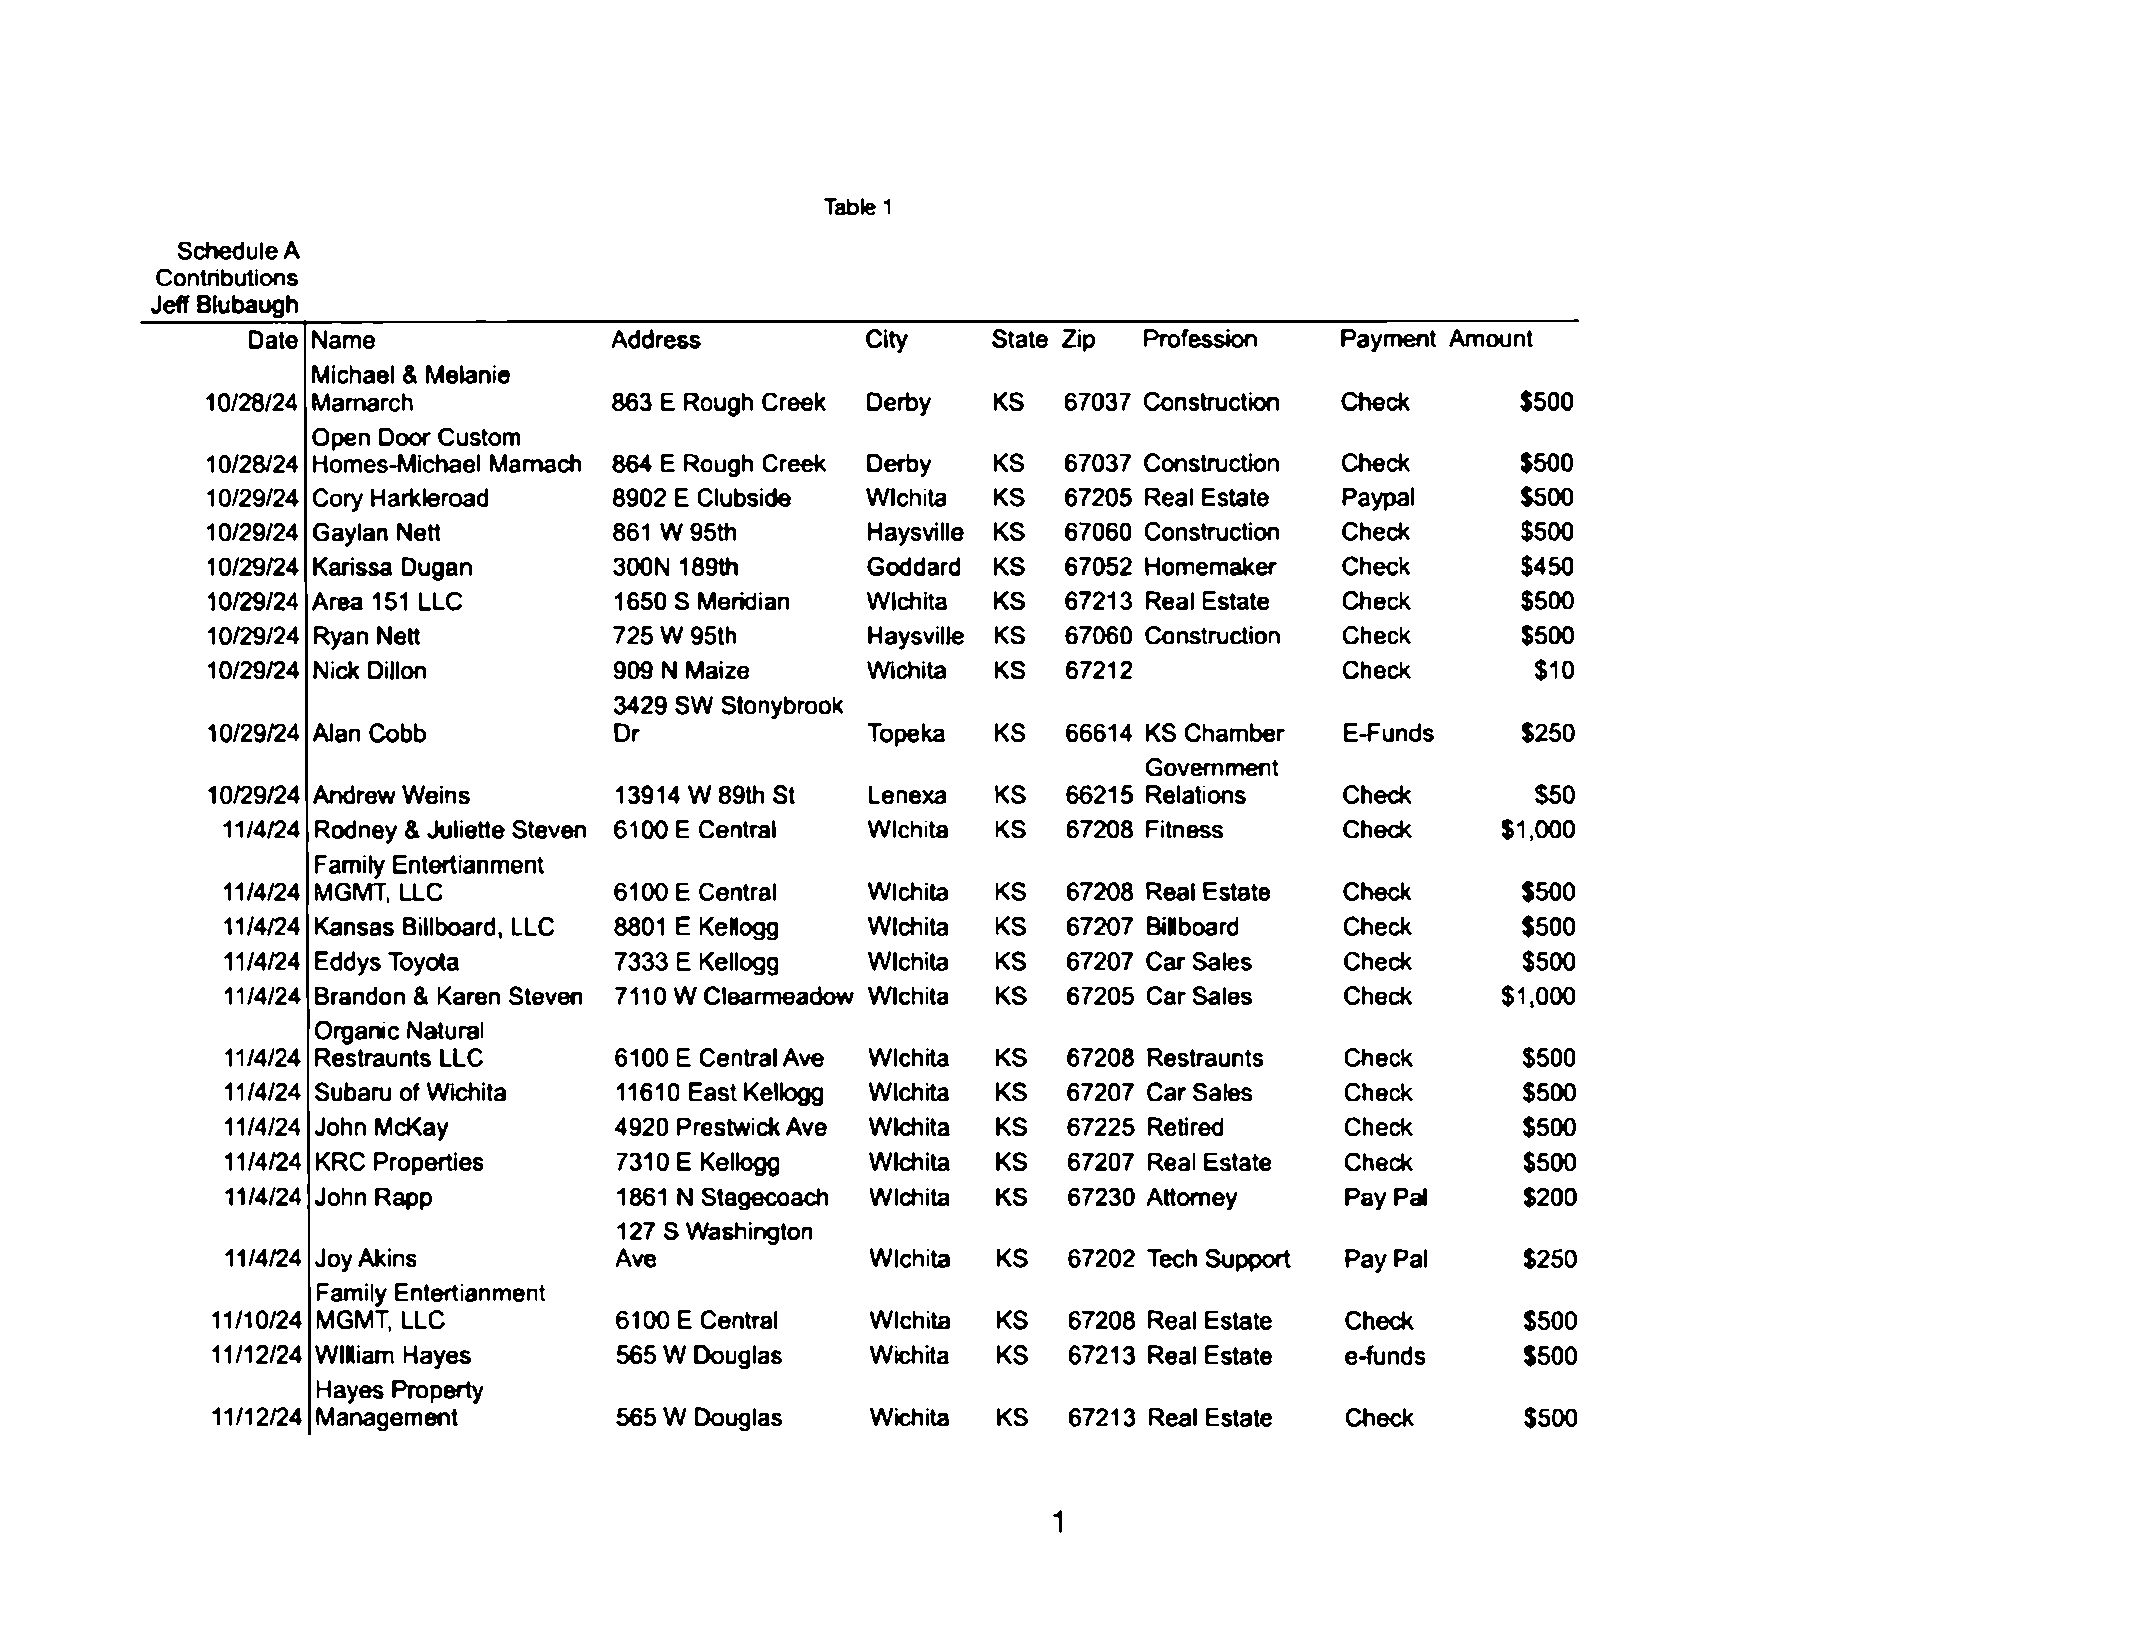 Table 1
Schedule A
Contributions
Jeff Blubaugh
Date Name Address City State Zip Profession Payment Amount
Michael & Melanie
10/28/24 Marnarch 863 E Rough Creek Derby KS 67037 Construction Check $500
Open Door Custom
10/28/24 Homes-Michael Marnach 864 E Rough Creek Derby KS 67037 Construction Check $500
10/29/24 Cory Harkleroad 8902 E Clubside WIchita KS 67205 Real Estate Paypal $500
10/29/24 Gaylan Nett 861 W 95th Haysville KS 67060 Construction Check $500
10/29/24 Karissa Dugan 300N 189th Goddard KS 67052 Homemaker Check $450
10/29/24 Area 151 LLC 1650 S Meridian WIchita KS 67213 Real Estate Check $500
10/29/24 Ryan Nett 725 W 95th Haysville KS 67060 Construction Check $500
10/29/24 Nick Dillon 909 N Maize Wichita KS 67212 Check $10
3429 SW Stonybrook
10/29/24 Alan Cobb Dr Topeka KS 66614 KS Chamber E-Funds $250
Government
10/29/24 Andrew Weins 13914 W 89th St Lenexa KS 66215 Relations Check $50
11/4/24 Rodney & Juliette Steven 6100 E Central WIchita KS 67208 Fitness Check $1,000
Family Entertianment
11/4/24 MGMT, LLC 6100 E Central WIchita KS 67208 Real Estate Check $500
11/4/24 Kansas Billboard, LLC 8801 E Kellogg WIchita KS 67207 Billboard Check $500
11/4/24 Eddys Toyota 7333 E Kellogg WIchita KS 67207 Car Sales Check $500
11/4/24 Brandon & Karen Steven 7110 W Clearmeadow WIchita KS 67205 Car Sales Check $1,000
Organic Natural
11/4/24 Restraunts LLC 6100 E Central Ave WIchita KS 67208 Restraunts Check $500
11/4/24 Subaru of Wichita 11610 East Kellogg WIchita KS 67207 Car Sales Check $500
11/4/24 John McKay 4920 Prestwick Ave WIchita KS 67225 Retired Check $500
11/4/24 KRC Properties 7310 E Kellogg WIchita KS 67207 Real Estate Check $500
11/4/24 John Rapp 1861 N Stagecoach WIchita KS 67230 Attorney Pay Pal $200
127 S Washington
11/4/24 Joy Akins Ave WIchita KS 67202 Tech Support Pay Pal $250
Family Entertianment
11/10/24 MGMT, LLC 6100 E Central WIchita KS 67208 Real Estate Check $500
11/12/24 WIlliam Hayes 565 W Douglas Wichita KS 67213 Real Estate e-funds $500
Hayes Property
11/12/24 Management 565 W Douglas Wichita KS 67213 Real Estate Check $500
1